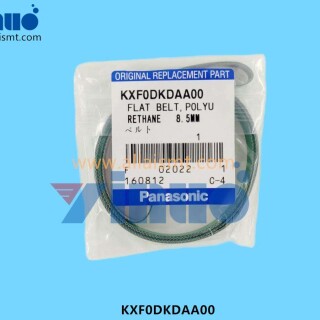 ORIGINAL REPLACEMENT PART
KXF0DKDAA00
FLAT BELT,POLYU
RETHANE 8.5MM
ベルト
1
F 02022
160812 C-4
Panasonic
KXF0DKDAA00